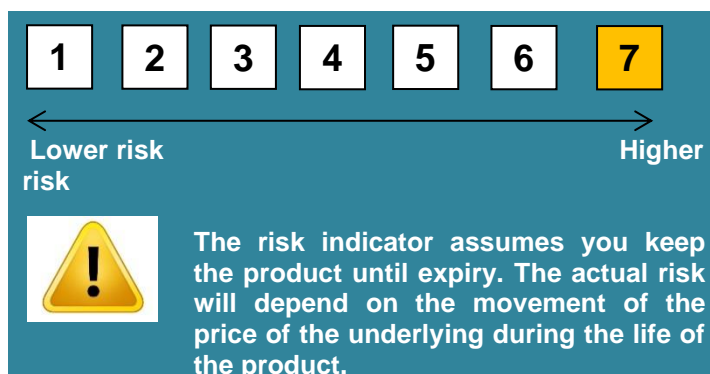 1 2 3 4 5 6 7
Lower risk Higher
risk
The risk indicator assumes you keep
the product until expiry. The actual risk
will depend on the movement of the
price of the underlying during the life of
the product.